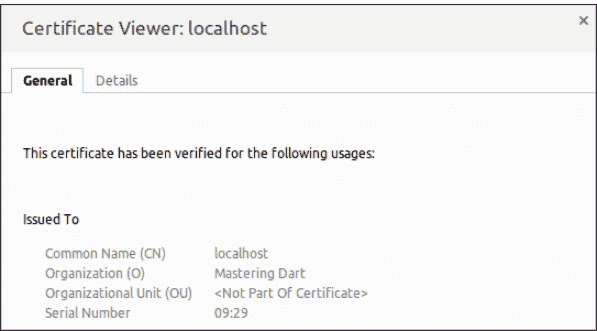 Certificate Viewer: localhost
×
General Details
This certificate has been verified for the following usages:
Issued To
Common Name (CN) localhost
Organization (O) Mastering Dart
Organizational Unit (OU) <Not Part Of Certificate>
Serial Number 09:29